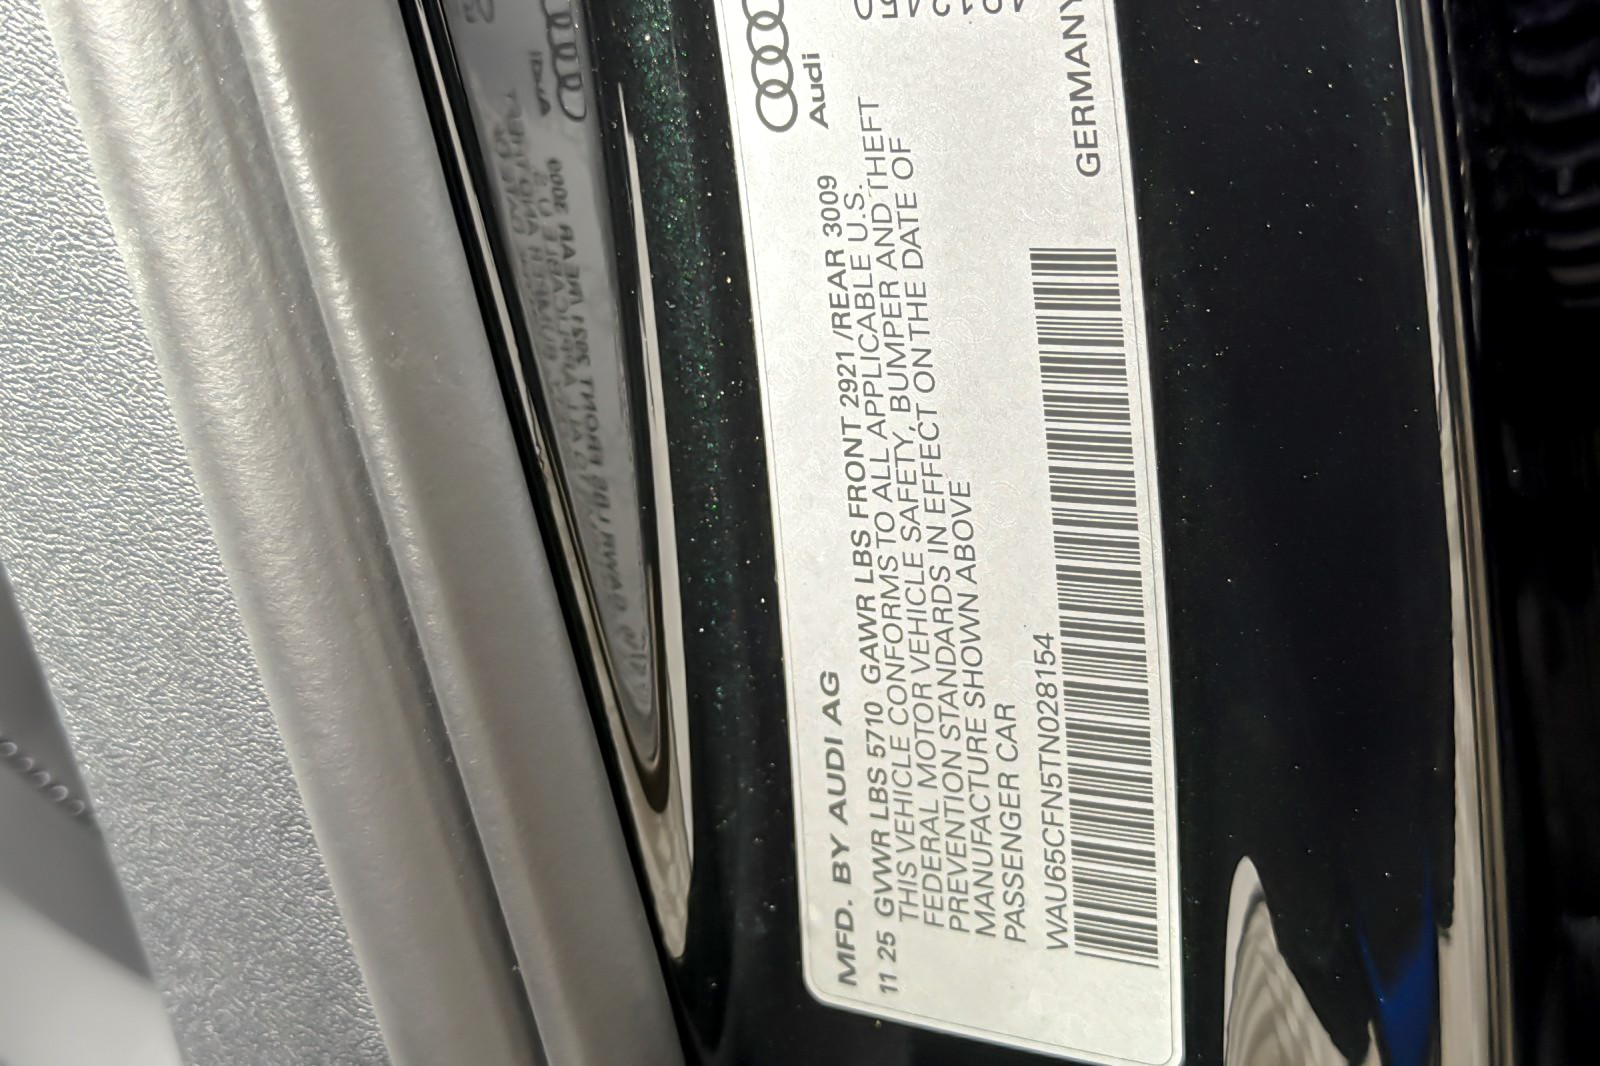 MFD. BY AUDI AG
Audi
11 25 GVWR LBS 5710 GAWR LBS FRONT 2921/REAR 3009
THIS VEHICLE CONFORMS TO ALL APPLICABLE U.S.
FEDERAL MOTOR VEHICLE SAFETY, BUMPER AND THEFT
PREVENTION STANDARDS IN EFFECT ON THE DATE OF
MANUFACTURE SHOWN ABOVE
PASSENGER CAR
WAU65CFN5TN028154
GERMANY